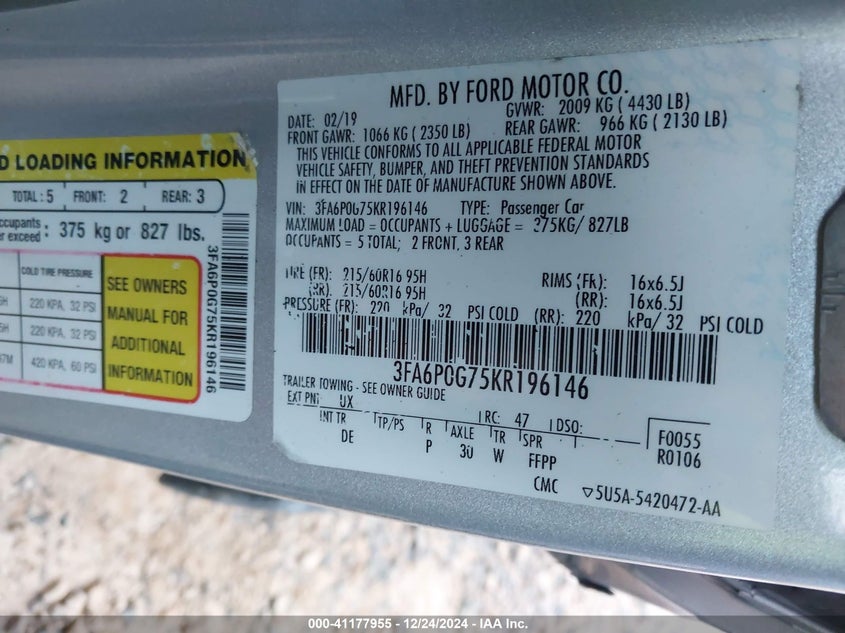 D LOADING INFORMATION
TOTAL: 5 FRONT: 2 REAR: 3
ccupants
er exceed: 375 kg or 827 lbs.
COLD TIRE PRESSURE
220 KPA, 32 PSI
5H 220 KPA, 32 PSI
97M 420 KPA, 60 PSI
SEE OWNERS
MANUAL FOR
ADDITIONAL
INFORMATION
3FA6P0G75KR196146
MFD. BY FORD MOTOR CO.
DATE: 02/19 GVWR: 2009 KG ( 4430 LB)
FRONT GAWR: 1066 KG ( 2350 LB) REAR GAWR: 966 KG ( 2130 LB)
THIS VEHICLE CONFORMS TO ALL APPLICABLE FEDERAL MOTOR
VEHICLE SAFETY, BUMPER, AND THEFT PREVENTION STANDARDS
IN EFFECT ON THE DATE OF MANUFACTURE SHOWN ABOVE.
VIN: 3FA6P0G75KR196146 TYPE: Passenger Car
MAXIMUM LOAD = OCCUPANTS + LUGGAGE = 375KG/ 827LB
OCCUPANTS = 5 TOTAL; 2 FRONT, 3 REAR
TIRE (FR): 215/60R16 95H RIMS (FR): 16x6.5J
(RR): 215/60R16 95H (RR): 16x6.5J
PRESSURE (FR): 220 kPa/ 32 PSI COLD (RR): 220 kPa/ 32 PSI COLD
3FA6P0G75KR196146
TRAILER TOWING - SEE OWNER GUIDE
EXT PNT: UX RC: 47 DSO:
INT TR TP/PS R AXLE TR SPR F0055
DE P 30 W FFPP R0106
CMC ▽5U5A-5420472-AA
000-41177955 - 12/24/2024 - IAA Inc.